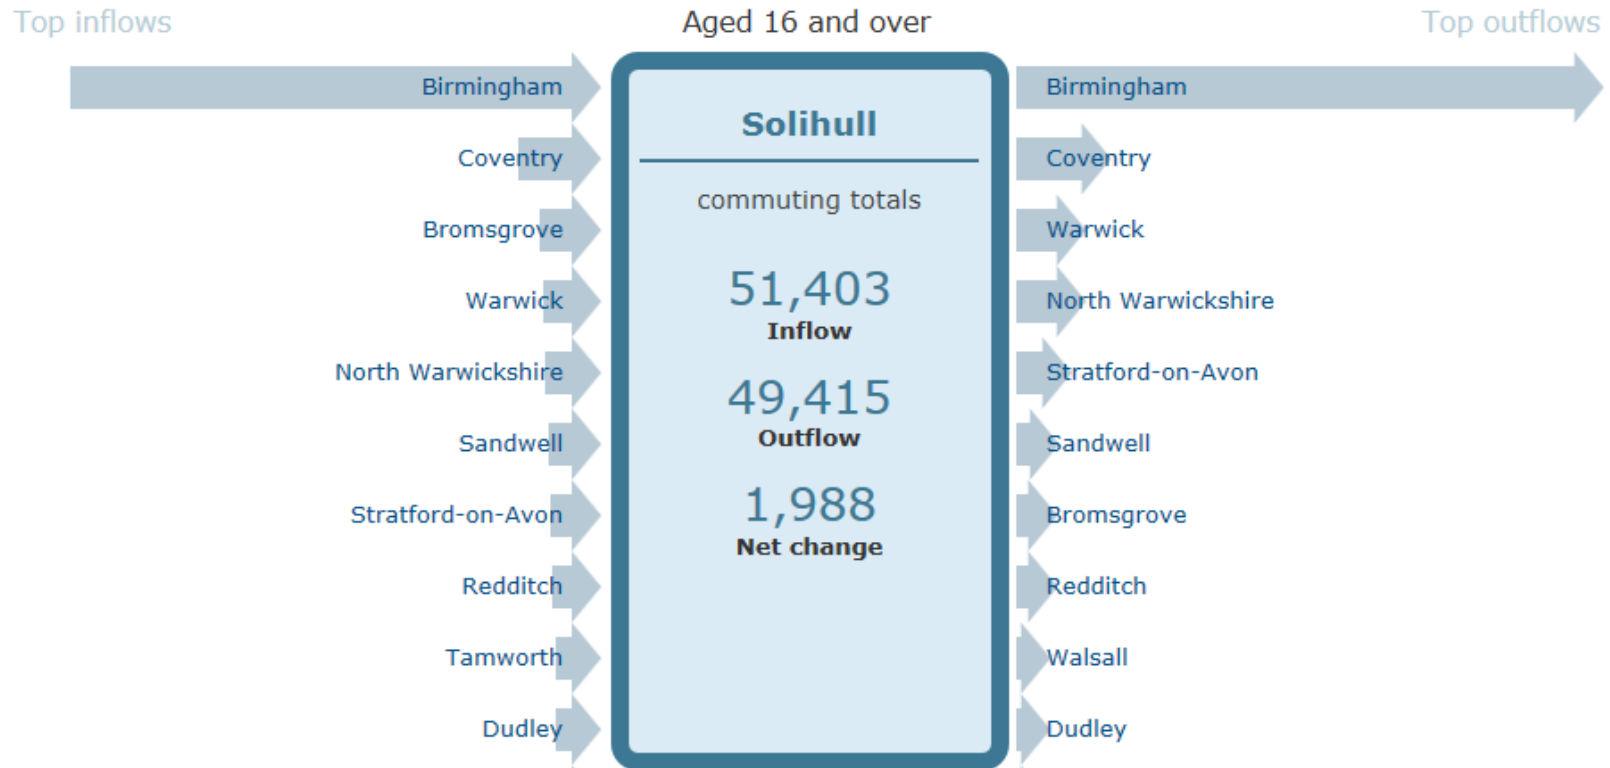 Top inflows
Aged 16 and over
Top outflows
Birmingham
Coventry
Bromsgrove
Warwick
North Warwickshire
Sandwell
Stratford-on-Avon
Redditch
Tamworth
Dudley
Solihull
commuting totals
51,403
Inflow
49,415
Outflow
1,988
Net change
Birmingham
Coventry
Warwick
North Warwickshire
Stratford-on-Avon
Sandwell
Bromsgrove
Redditch
Walsall
Dudley